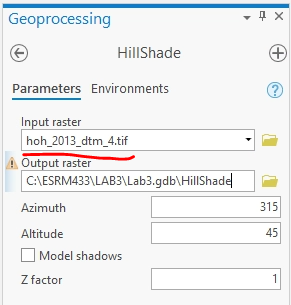 Geoprocessing
HillShade
Parameters Environments
Input raster
hoh_2013_dtm_4.tif
Output raster
C:\ESRM433\LAB3\Lab3.gdb\HillShade
Azimuth 315
Altitude 45
Model shadows
Z factor 1